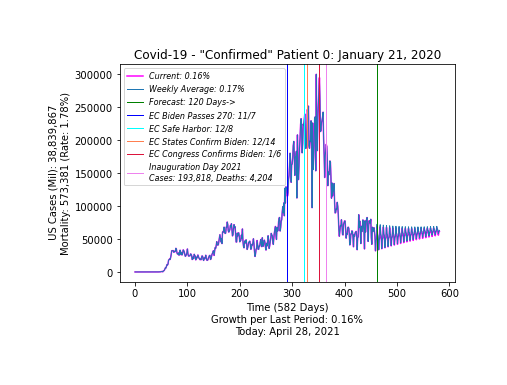 Covid-19 - "Confirmed" Patient 0: January 21, 2020
Current: 0.16%
Weekly Average: 0.17%
Forecast: 120 Days->
EC Biden Passes 270: 11/7
EC Safe Harbor: 12/8
EC States Confirm Biden: 12/14
EC Congress Confirms Biden: 1/6
Inauguration Day 2021
Cases: 193,818, Deaths: 4,204
US Cases (Mil): 38,839,867
Mortality: 573,381 (Rate: 1.78%)
300000
250000
200000
150000
100000
50000
0
0 100 200 300 400 500 600
Time (582 Days)
Growth per Last Period: 0.16%
Today: April 28, 2021